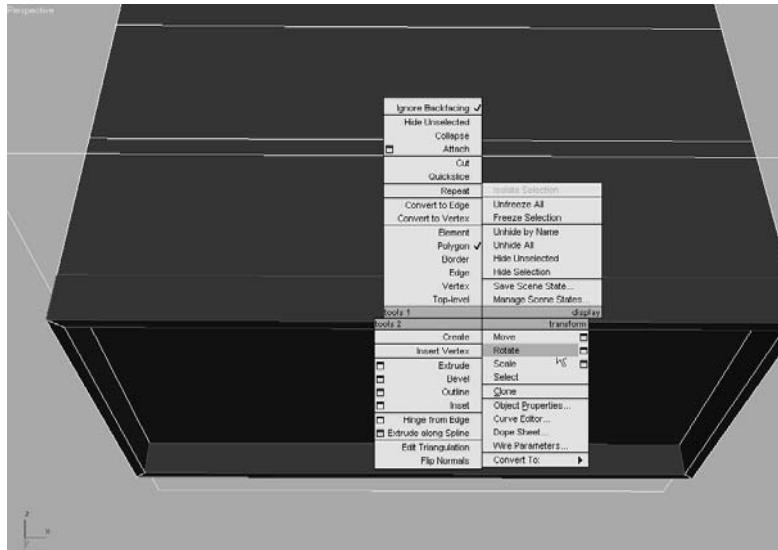 Perspective
Ignore Backfacing
Hide Unselected
Collapse
Attach
Cut
Quickslice
Repeat
Convert to Edge
Convert to Vertex
Element
Polygon
Border
Edge
Vertex
Top-level
tools 1
Isolate Selection
Unfreeze All
Freeze Selection
Unhide by Name
Unhide All
Hide Unselected
Hide Selection
Save Scene State...
Manage Scene States...
display
tools 2
Create
Insert Vertex
Extrude
Bevel
Outline
Inset
Hinge from Edge
Extrude along Spline
Edit Triangulation
Flip Normals
transform
Move
Rotate
Scale
Select
Clone
Object Properties...
Curve Editor...
Dope Sheet...
Wire Parameters...
Convert To:
z
x
y